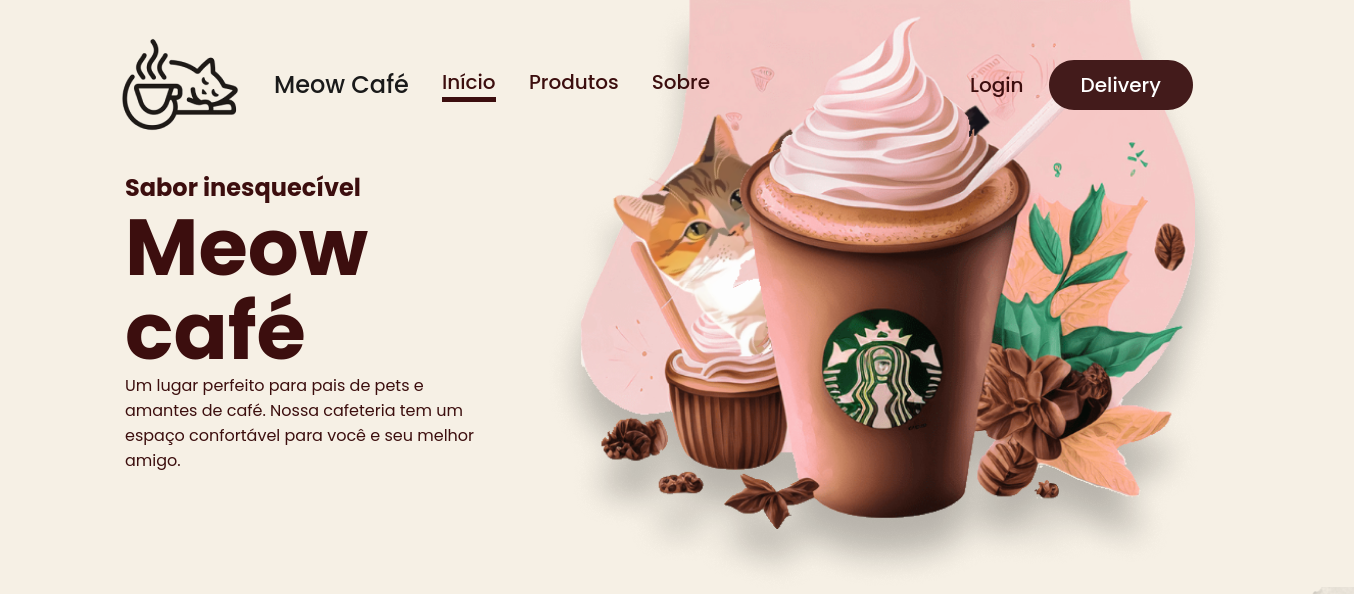 Meow Café
Início
Produtos
Sobre
Login
Delivery
Sabor inesquecível
Meow
café
Um lugar perfeito para pais de pets e
amantes de café. Nossa cafeteria tem um
espaço confortável para você e seu melhor
amigo.